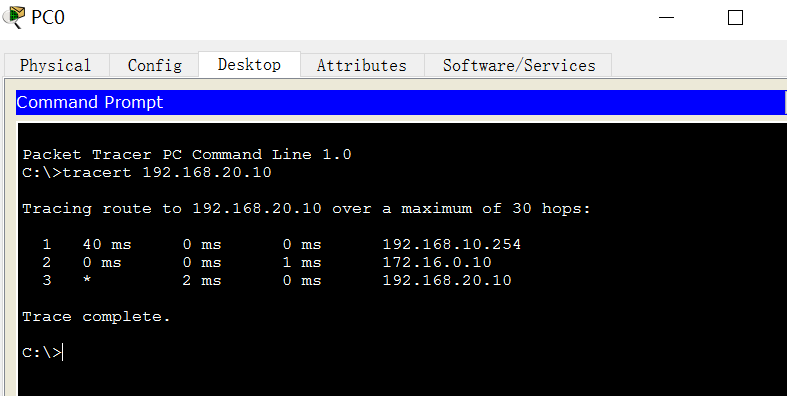 PC0
Physical Config Desktop Attributes Software/Services
Command Prompt
Packet Tracer PC Command Line 1.0
C:\>tracert 192.168.20.10
Tracing route to 192.168.20.10 over a maximum of 30 hops:
1 40 ms 0 ms 0 ms 192.168.10.254
2 0 ms 0 ms 1 ms 172.16.0.10
3 * 2 ms 0 ms 192.168.20.10
Trace complete.
C:\>